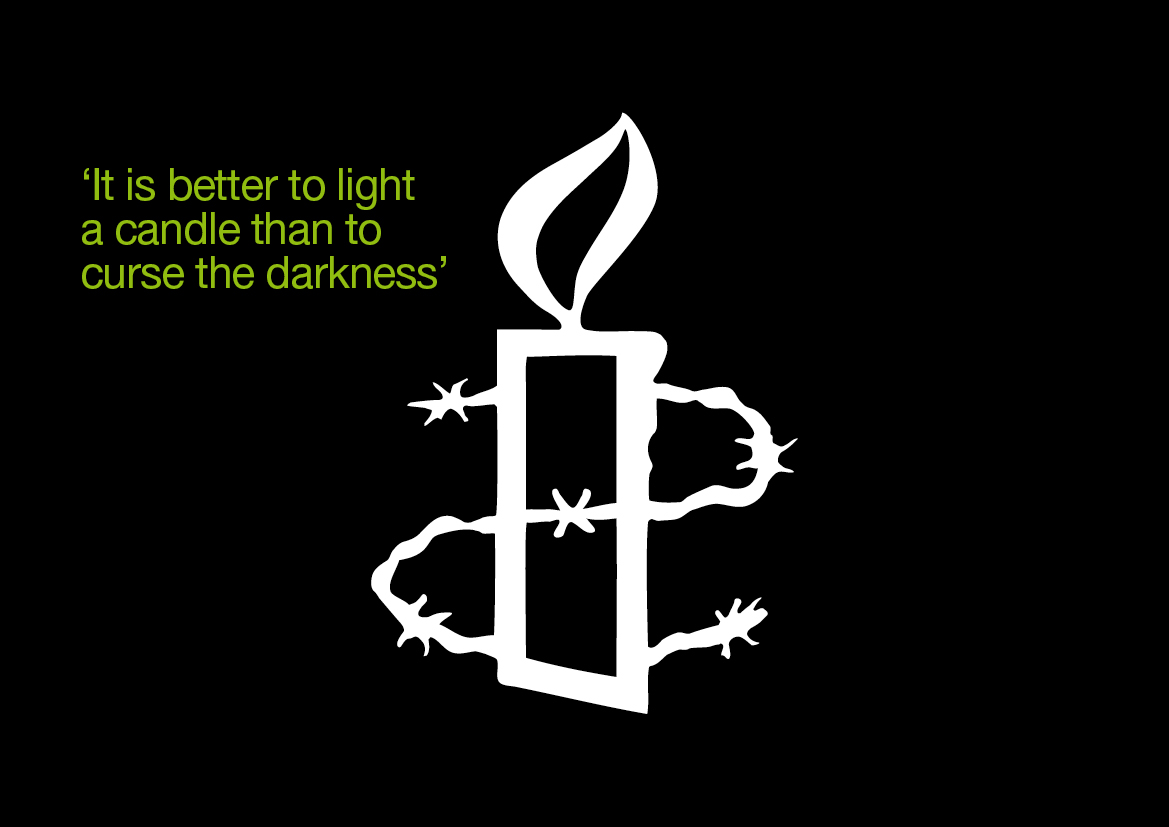 ‘It is better to light
a candle than to
curse the darkness’